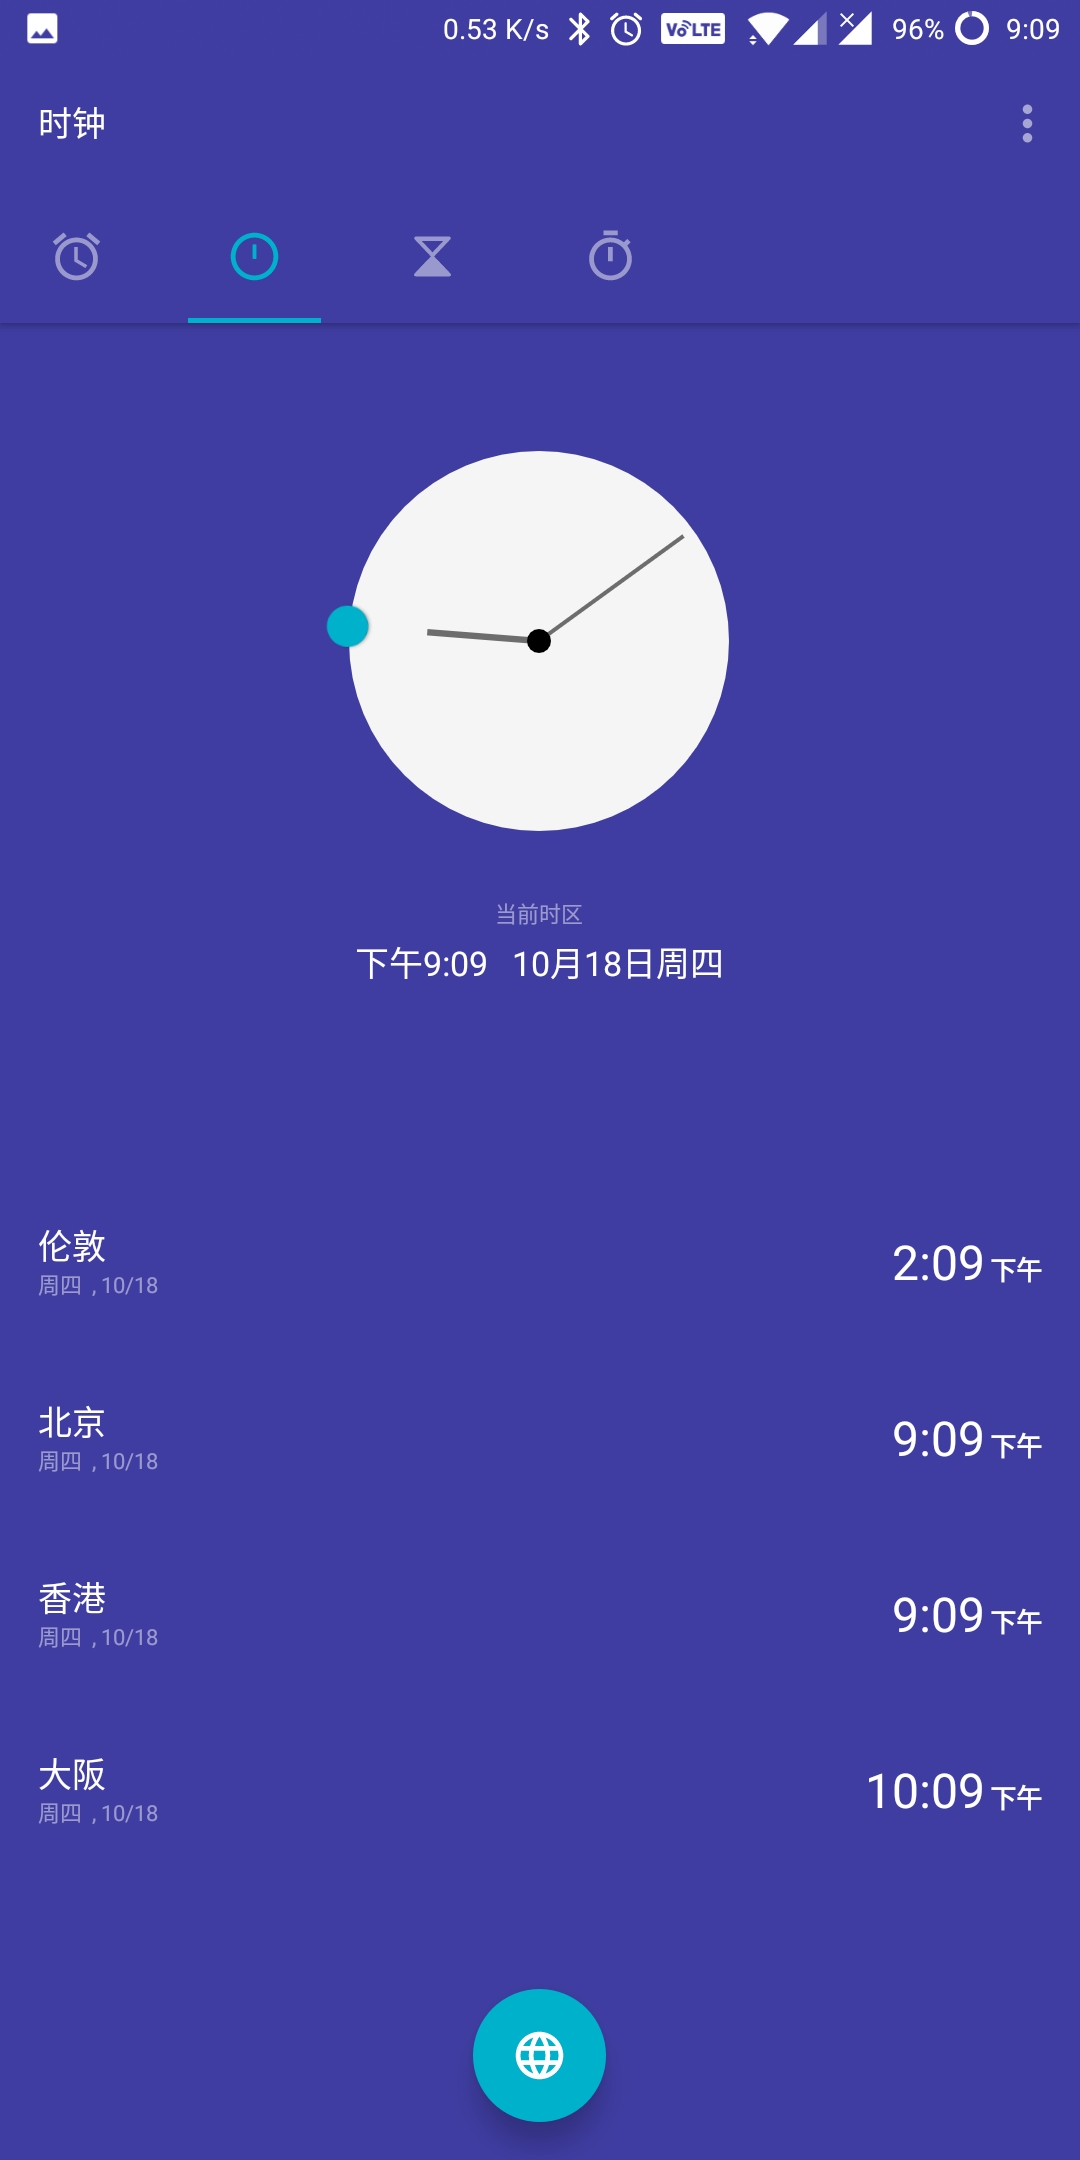 0.53 K/s VoLTE 96% 9:09
时钟
当前时区
下午9:09 10月18日周四
伦敦
周四 , 10/18
2:09 下午
北京
周四 , 10/18
9:09 下午
香港
周四 , 10/18
9:09 下午
大阪
周四 , 10/18
10:09 下午